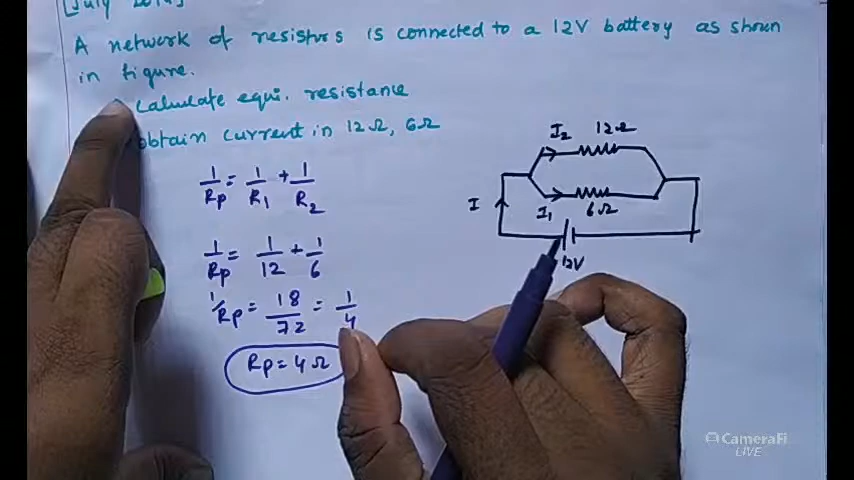 [July
A network of resistors is connected to a 12V battery as shown
in figure.
Calculate equi. resistance
obtain current in 12Ω, 6Ω
1/Rp = 1/R1 + 1/R2
1/Rp = 1/12 + 1/6
1/Rp = 18/72 = 1/4
Rp = 4Ω
I2 12Ω
I
I1 6Ω
12V
CameraFi
LIVE